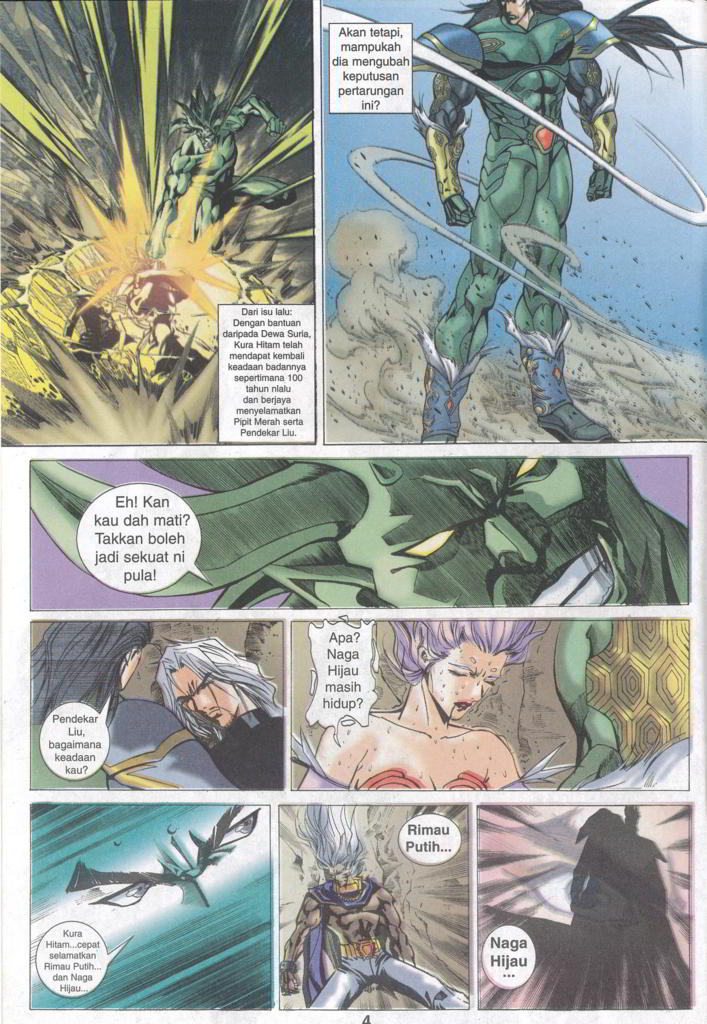 Dari isu lalu:
Dengan bantuan
daripada Dewa Suria,
Kura Hitam telah
mendapat kembali
keadaan badannya
sepertimana 100
tahun nlalu
dan berjaya
menyelamatkan
Pipit Merah serta
Pendekar Liu.
Akan tetapi,
mampukah
dia mengubah
keputusan
pertarungan
ini?
Eh! Kan
kau dah mati?
Takkan boleh
jadi sekuat ni
pula!
Pendekar
Liu,
bagaimana
keadaan
kau?
Apa?
Naga
Hijau
masih
hidup?
Kura
Hitam...cepat
selamatkan
Rimau Putih...
dan Naga
Hijau...
Rimau
Putih...
Naga
Hijau
...
4